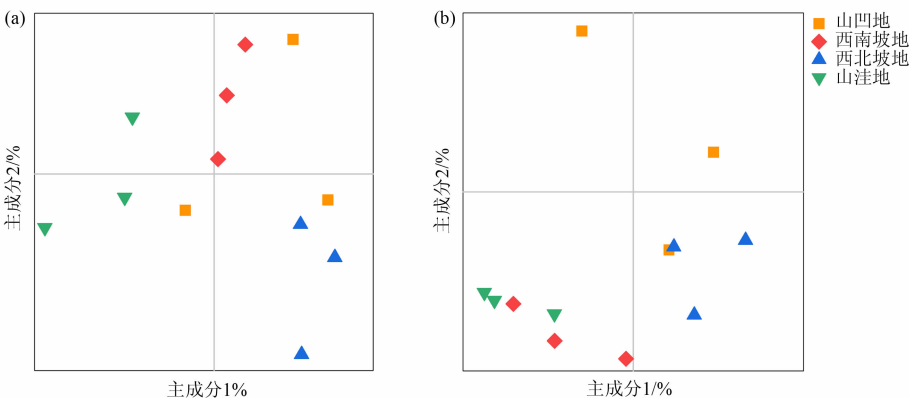 (a)
主成分2/%
主成分1%
(b)
主成分2/%
主成分1/%
山凹地
西南坡地
西北坡地
山洼地